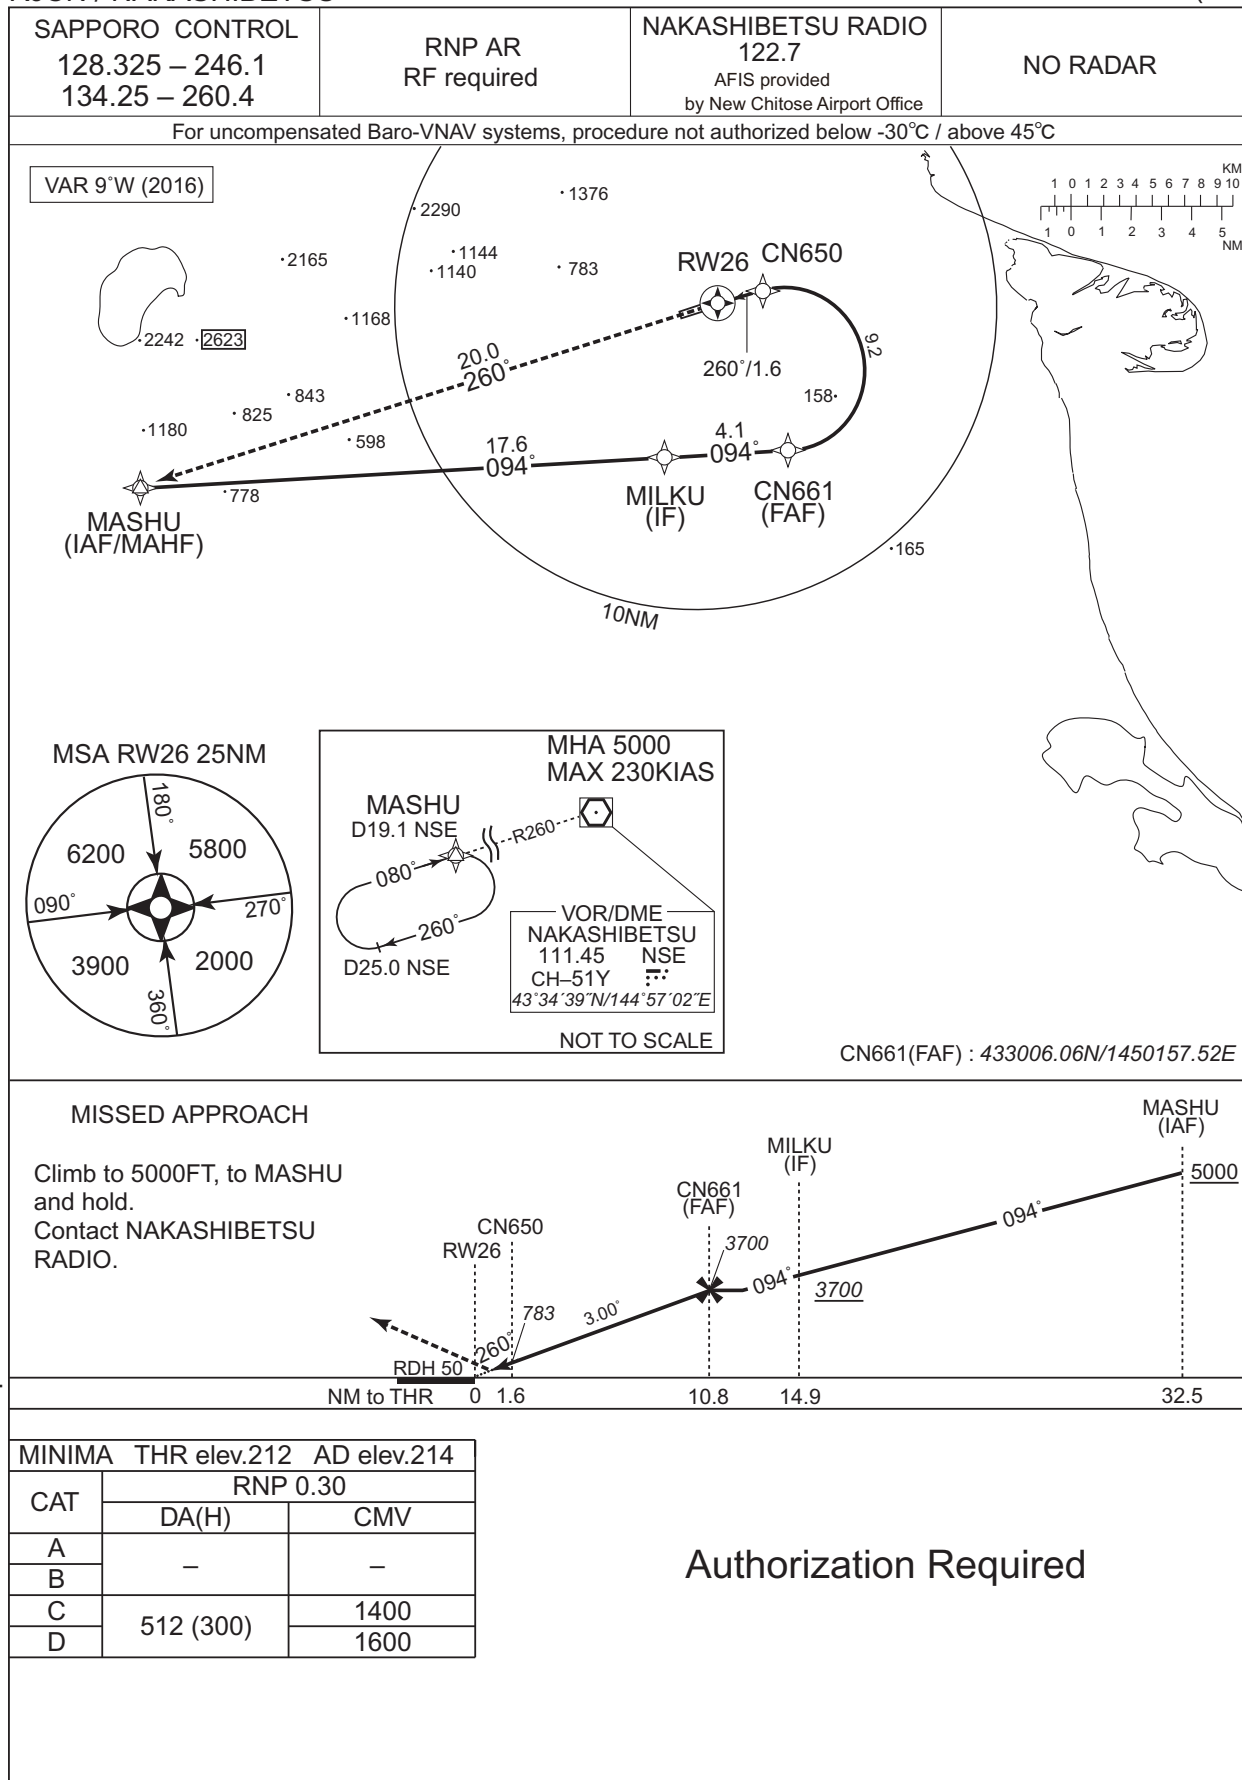 SAPPORO CONTROL
128.325 – 246.1
134.25 – 260.4
RNP AR
RF required
NAKASHIBETSU RADIO
122.7
AFIS provided
by New Chitose Airport Office
NO RADAR
For uncompensated Baro-VNAV systems, procedure not authorized below -30°C / above 45°C
VAR 9°W (2016)
KM
1 0 1 2 3 4 5 6 7 8 9 10
1 0 1 2 3 4 5
NM
1376
2290
2165
1144
1140
783
RW26
CN650
1168
2242
2623
20.0
260°
260°/1.6
9.2
158
843
825
1180
598
17.6
094°
4.1
094°
778
MASHU
(IAF/MAHF)
MILKU
(IF)
CN661
(FAF)
165
10NM
MSA RW26 25NM
180°
6200
5800
090°
270°
3900
2000
360°
MHA 5000
MAX 230KIAS
MASHU
D19.1 NSE
R260
080°
260°
D25.0 NSE
VOR/DME
NAKASHIBETSU
111.45 NSE
CH–51Y
43°34´39˝N/144°57´02˝E
NOT TO SCALE
CN661(FAF) : 433006.06N/1450157.52E
MISSED APPROACH
Climb to 5000FT, to MASHU
and hold.
Contact NAKASHIBETSU
RADIO.
MASHU
(IAF)
5000
MILKU
(IF)
CN661
(FAF)
CN650
RW26
094°
3700
094°
3700
3.00°
783
260°
RDH 50
NM to THR 0 1.6 10.8 14.9 32.5
MINIMA THR elev.212 AD elev.214
CAT
RNP 0.30
DA(H) CMV
A
B
– –
C
D
512 (300)
1400
1600
Authorization Required